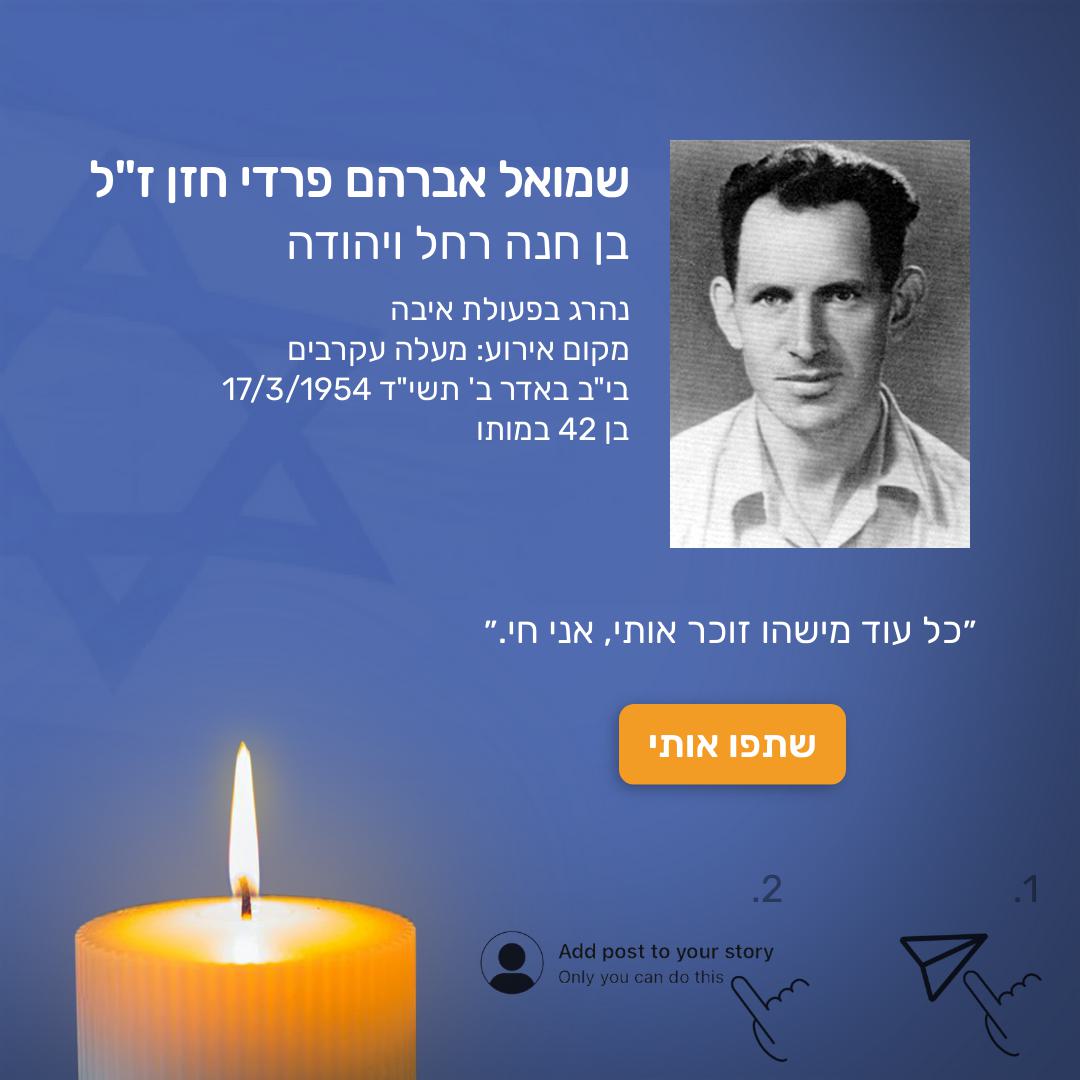 שמואל אברהם פרדי חזן ז"ל
בן חנה רחל ויהודה
נהרג בפעולת איבה
מקום אירוע: מעלה עקרבים
בי"ב באדר ב' תשי"ד 17/3/1954
בן 42 במותו
״כל עוד מישהו זוכר אותי, אני חי.״
שתפו אותי
1.
2.
Add post to your story
Only you can do this